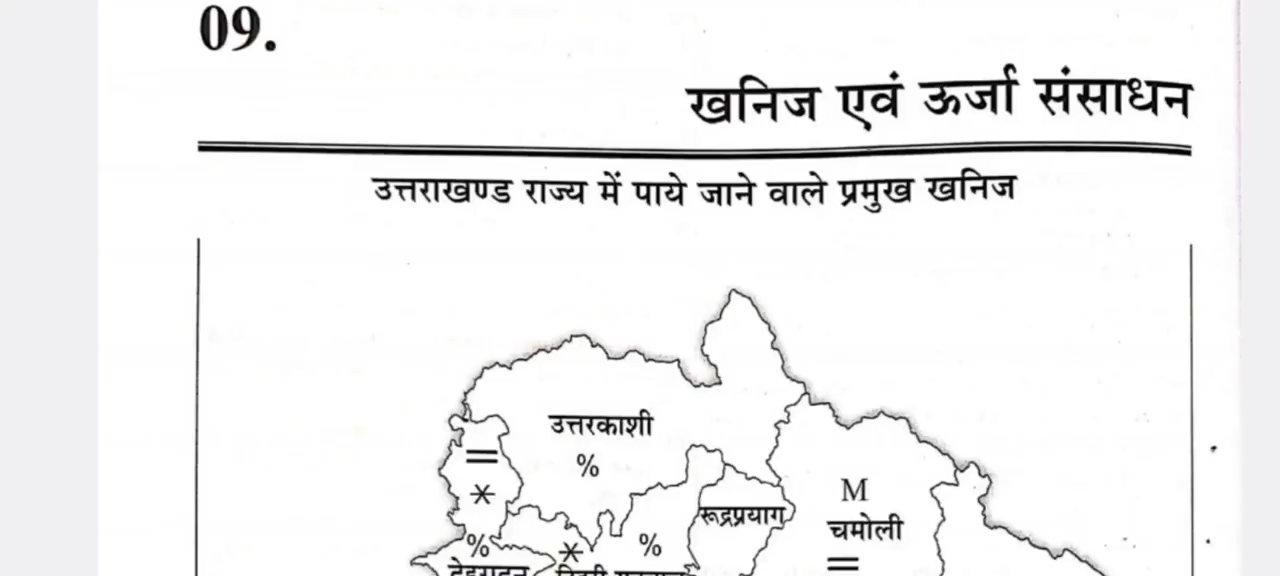 09.
खनिज एवं ऊर्जा संसाधन
उत्तराखण्ड राज्य में पाये जाने वाले प्रमुख खनिज
उत्तरकाशी
=
%
*
M
रूद्रप्रयाग
चमोली
%
*
%
=